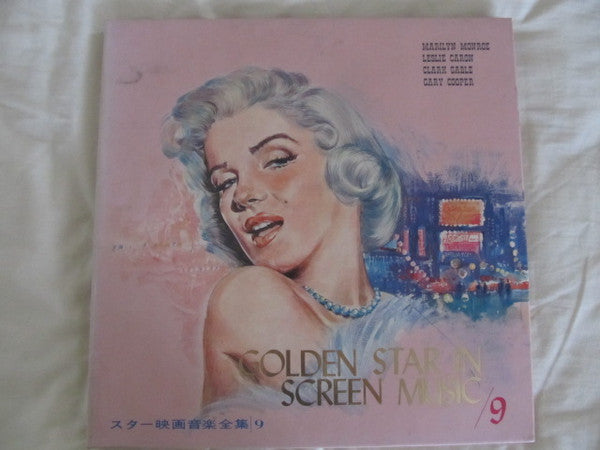 MARILYN MONROE
LESLIE CARON
CLARK GABLE
GARY COOPER
GOLDEN STAR IN
SCREEN MUSIC
/9
スター映画音楽全集/9